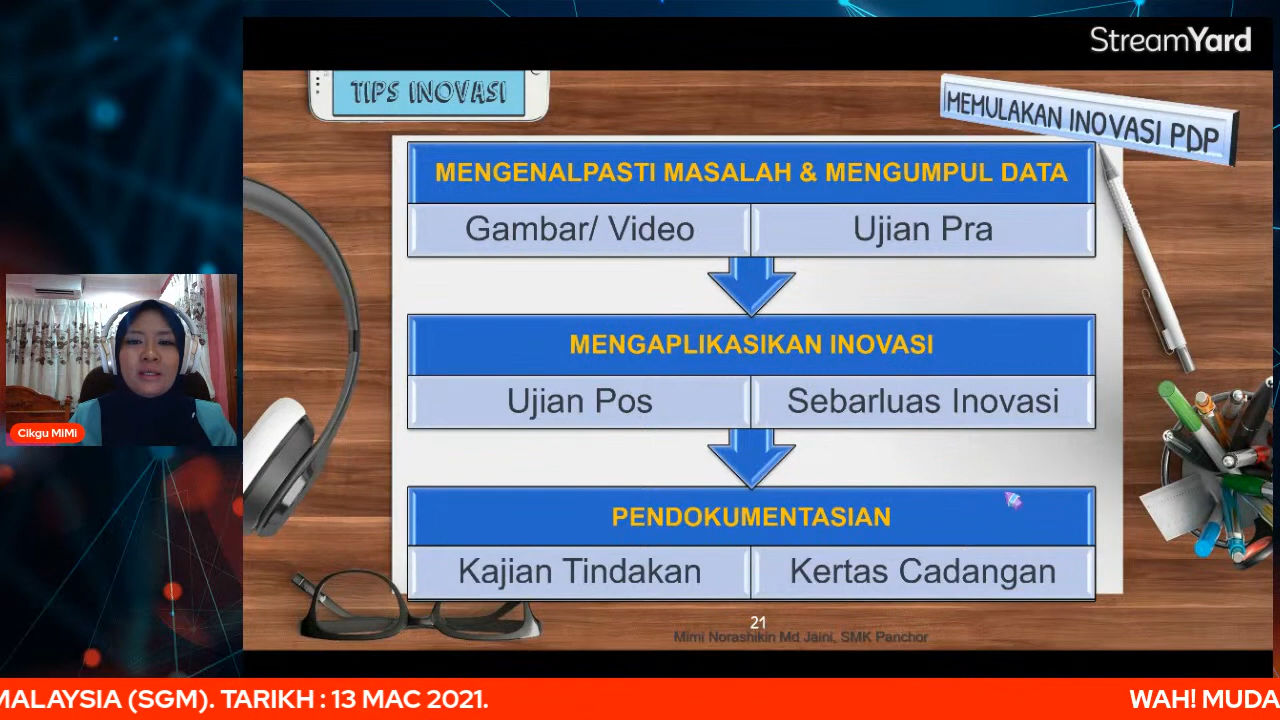 StreamYard
TIPS INOVASI
MEMULAKAN INOVASI PDP
MENGENALPASTI MASALAH & MENGUMPUL DATA
Gambar/ Video
Ujian Pra
MENGAPLIKASIKAN INOVASI
Ujian Pos
Sebarluas Inovasi
PENDOKUMENTASIAN
Kajian Tindakan
Kertas Cadangan
21
Mimi Norashikin Md Jaini, SMK Panchor
Cikgu MiMi
MALAYSIA (SGM). TARIKH : 13 MAC 2021.
WAH! MUDA